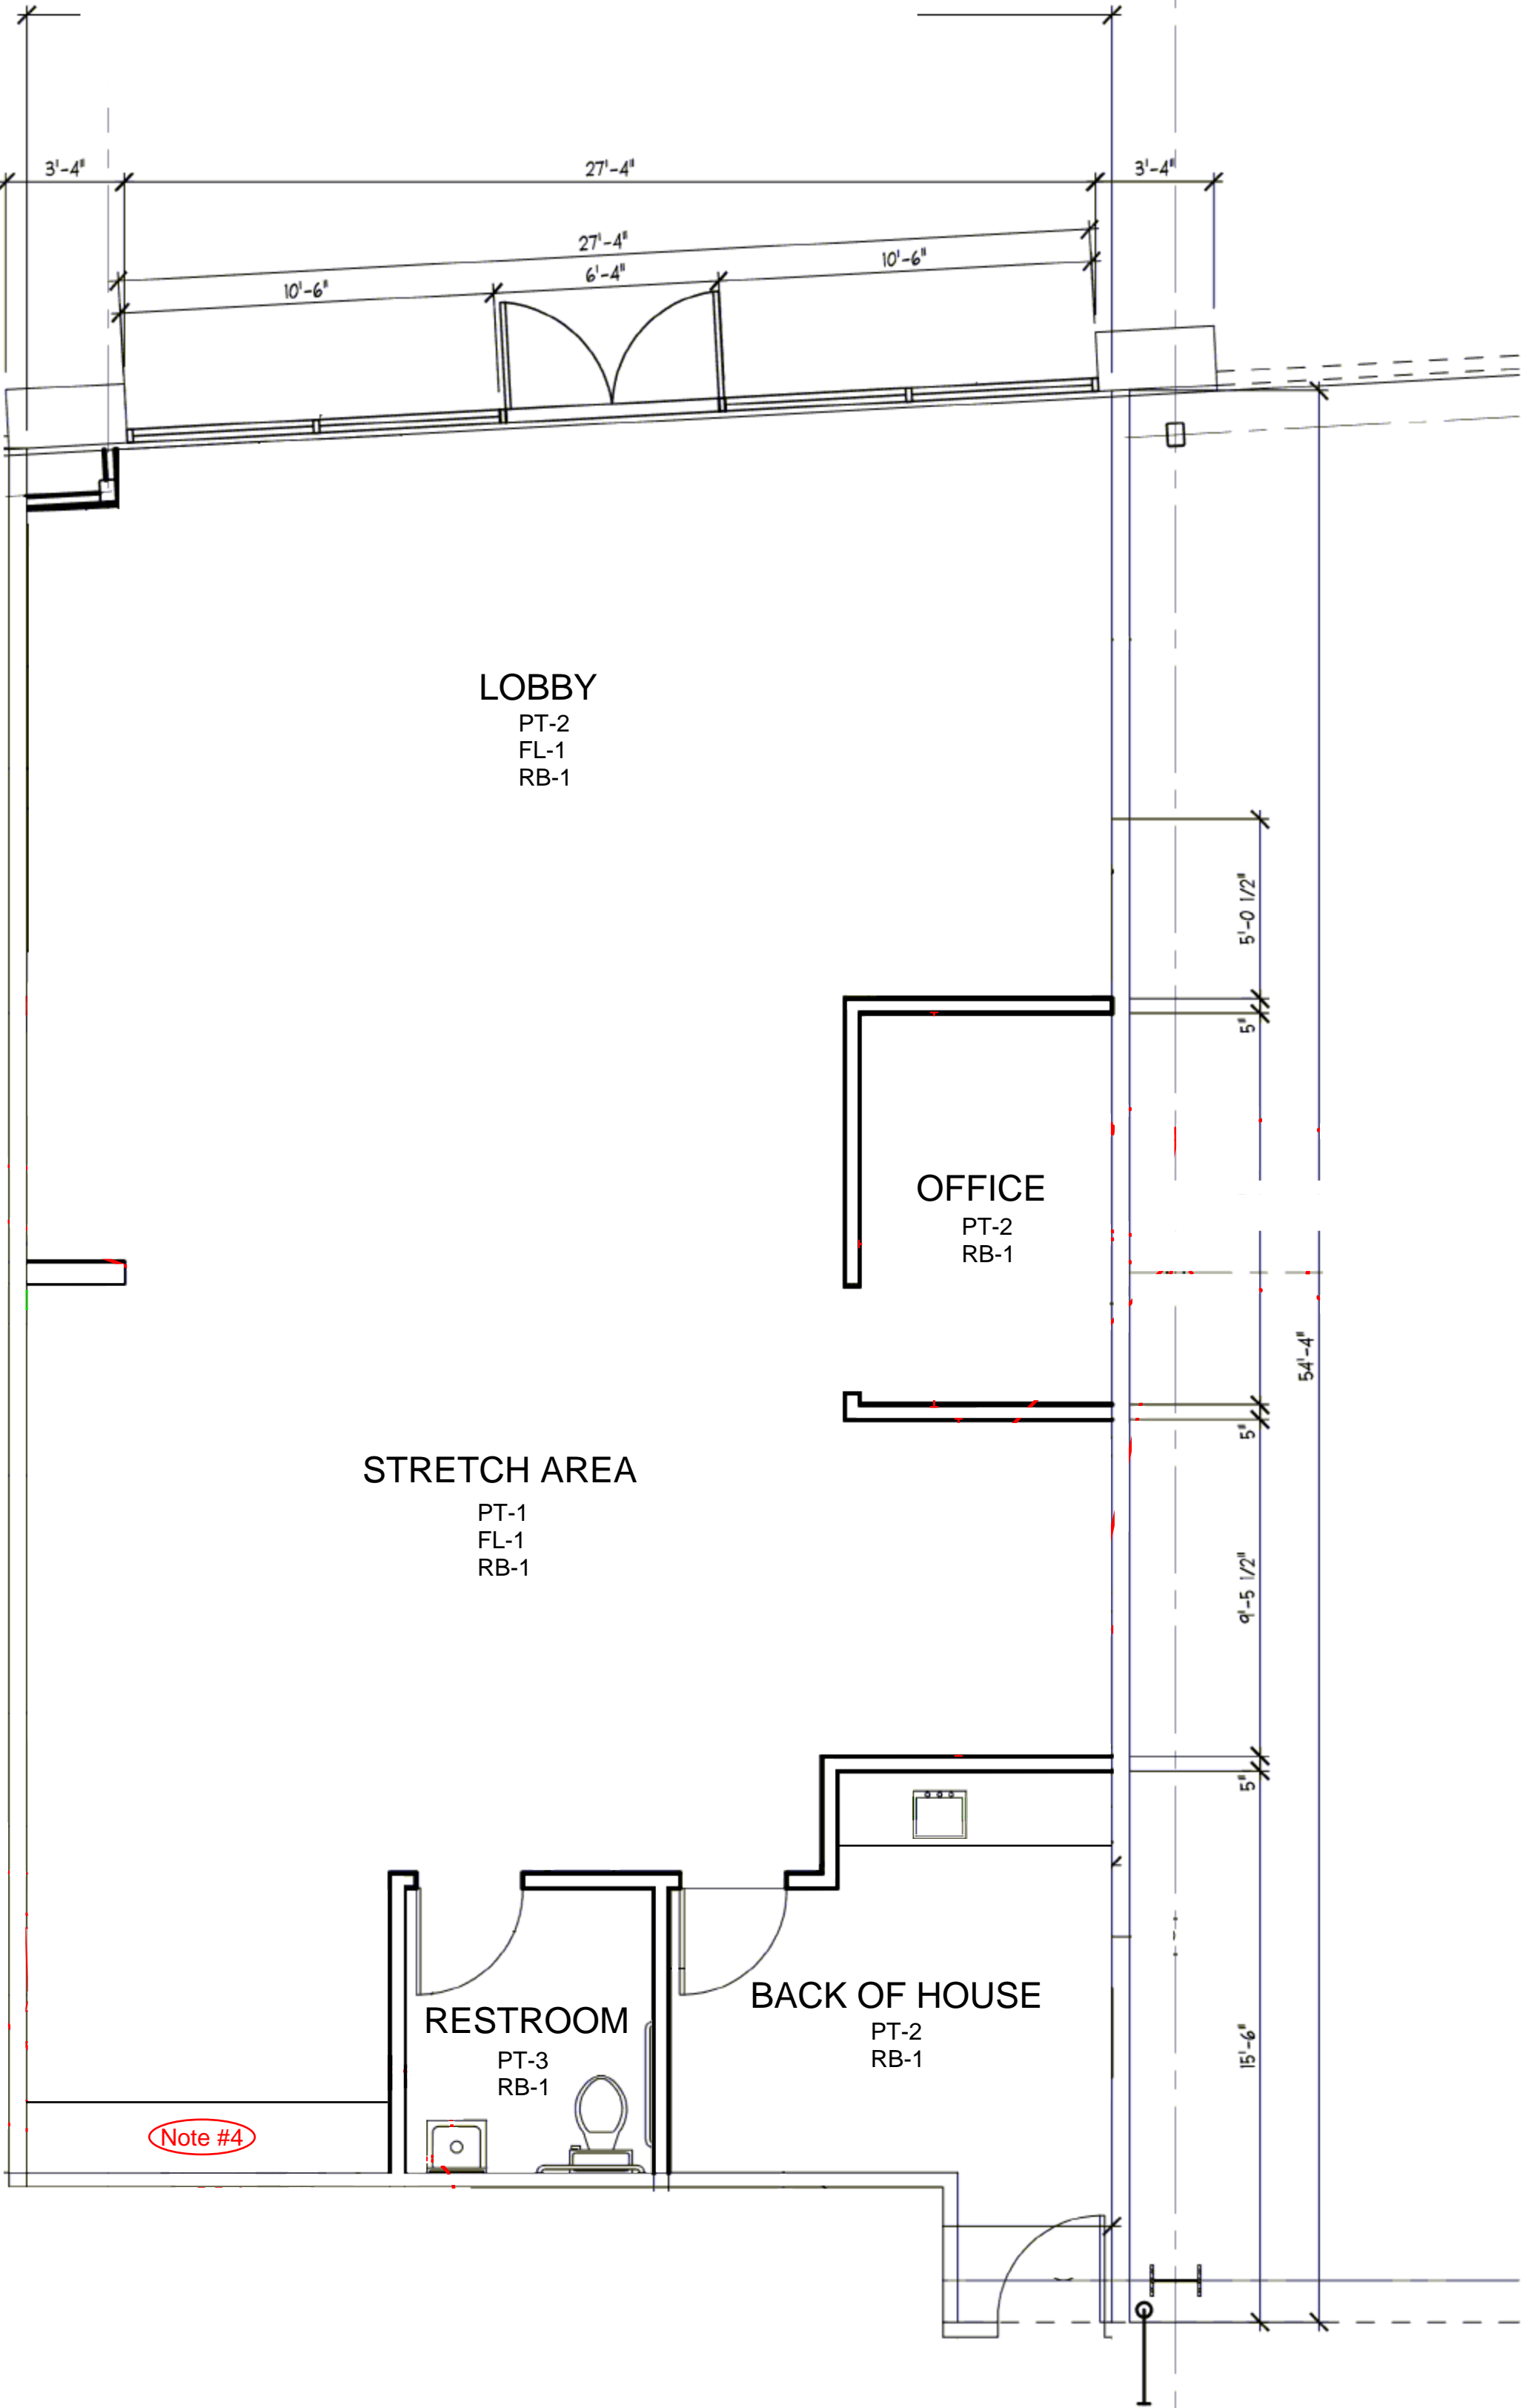 3'-4" 27'-4" 3'-4"
27'-4"
10'-6" 6'-4" 10'-6"
LOBBY
PT-2
FL-1
RB-1
5'-0 1/2"
5"
OFFICE
PT-2
RB-1
54'-4"
5"
STRETCH AREA
PT-1
FL-1
RB-1
9'-5 1/2"
5"
BACK OF HOUSE
PT-2
RB-1
RESTROOM
PT-3
RB-1
15'-6"
Note #4